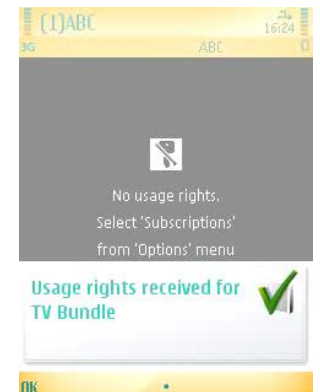 (1)ABC
16:24
3G
ABC
No usage rights.
Select 'Subscriptions'
from 'Options' menu
Usage rights received for
TV Bundle
OK